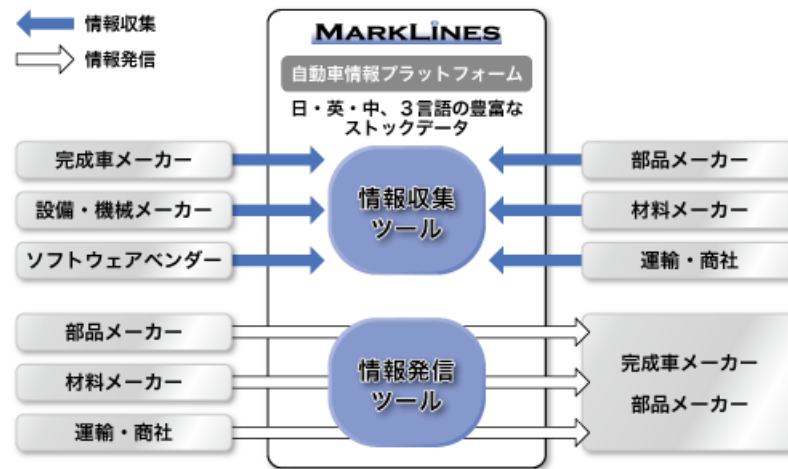 情報収集
情報発信
MARKLINES
自動車情報プラットフォーム
日・英・中、3言語の豊富な
ストックデータ
完成車メーカー
設備・機械メーカー
ソフトウェアベンダー
情報収集
ツール
部品メーカー
材料メーカー
運輸・商社
部品メーカー
材料メーカー
運輸・商社
情報発信
ツール
完成車メーカー
部品メーカー